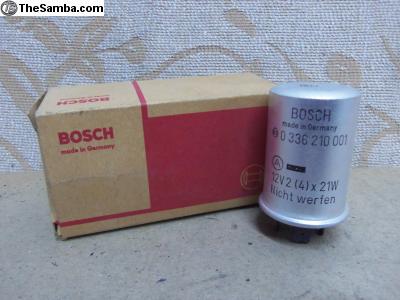 TheSamba.com
BOSCH
made in Germany
BOSCH
made in Germany
0 336 210 001
A
12V 2 (4) x 21W
Nicht werfen